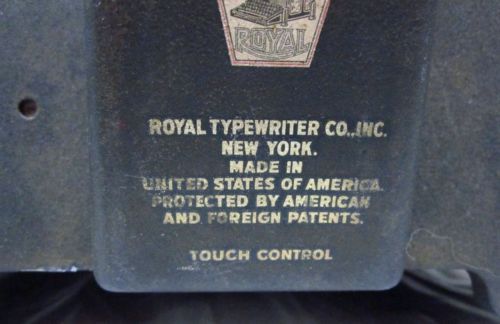 ROYAL
ROYAL TYPEWRITER CO., INC.
NEW YORK.
MADE IN
UNITED STATES OF AMERICA.
PROTECTED BY AMERICAN
AND FOREIGN PATENTS.
TOUCH CONTROL